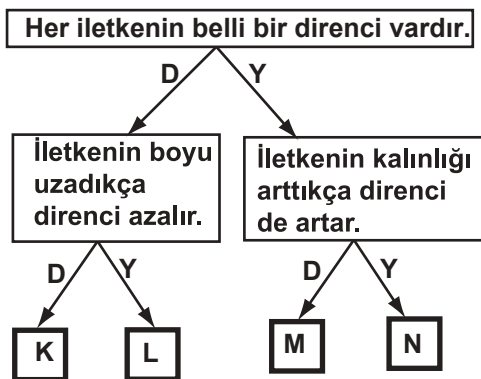 Her iletkenin belli bir direnci vardır.
D Y
İletkenin boyu
uzadıkça
direnci azalır.
İletkenin kalınlığı
arttıkça direnci
de artar.
D Y D Y
K L M N